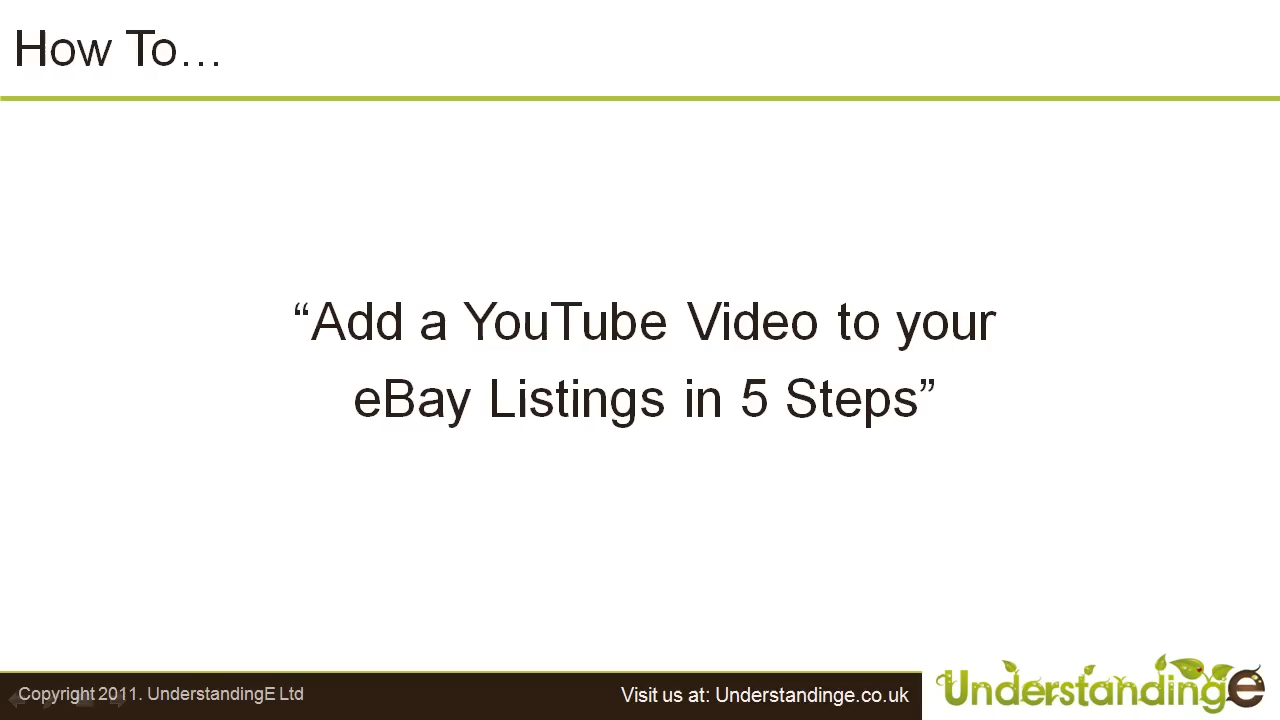 How To…
“Add a YouTube Video to your
eBay Listings in 5 Steps”
Copyright 2011. UnderstandingE Ltd
Visit us at: Understandinge.co.uk
UnderstandingE